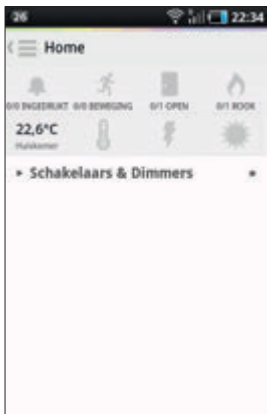 26 22:34
Home
0/0 INGEDRUKT 0/0 BEWEGING 0/1 OPEN 0/1 ROOK
22,6°C
Huiskamer
Schakelaars & Dimmers